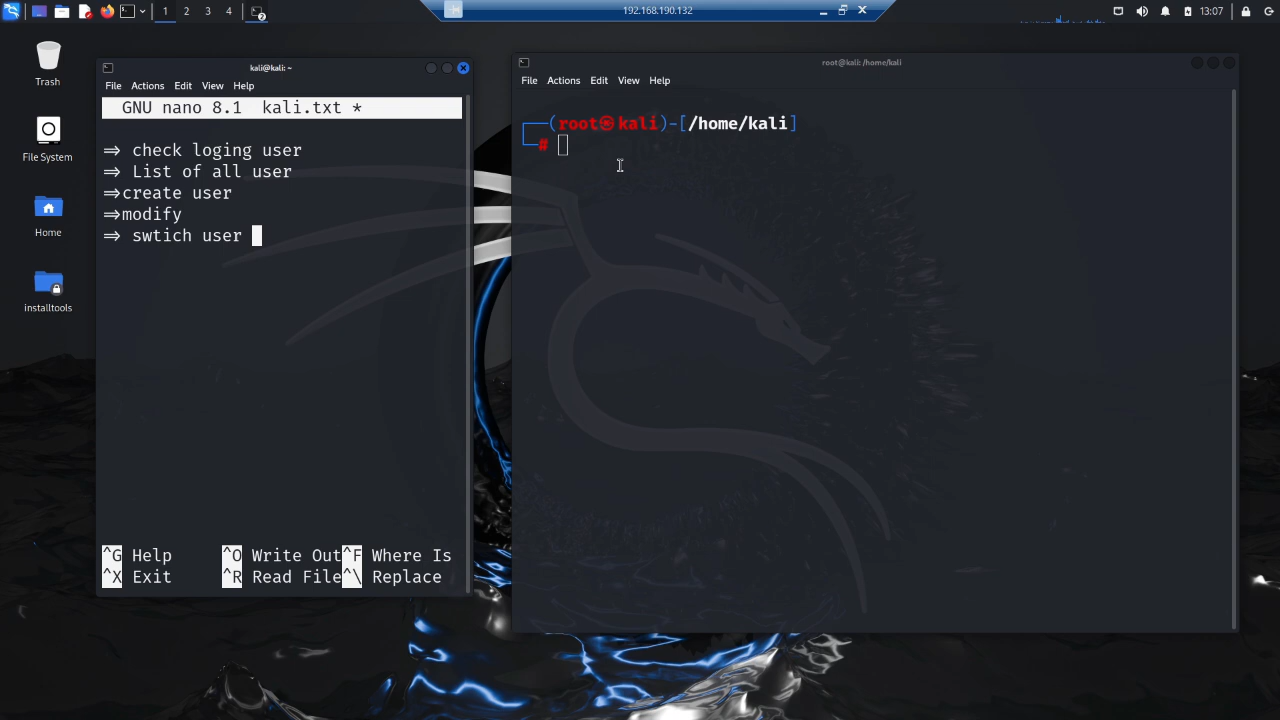 1 2 3 4 2
192.168.190.132
13:07
Trash
File System
Home
installtools
kali@kali: ~
File Actions Edit View Help
GNU nano 8.1 kali.txt *
⇒ check loging user
⇒ List of all user
⇒create user
⇒modify
⇒ swtich user
^G Help ^O Write Out ^F Where Is
^X Exit ^R Read File ^\ Replace
root@kali: /home/kali
File Actions Edit View Help
┌──(root㉿kali)-[/home/kali]
└─#